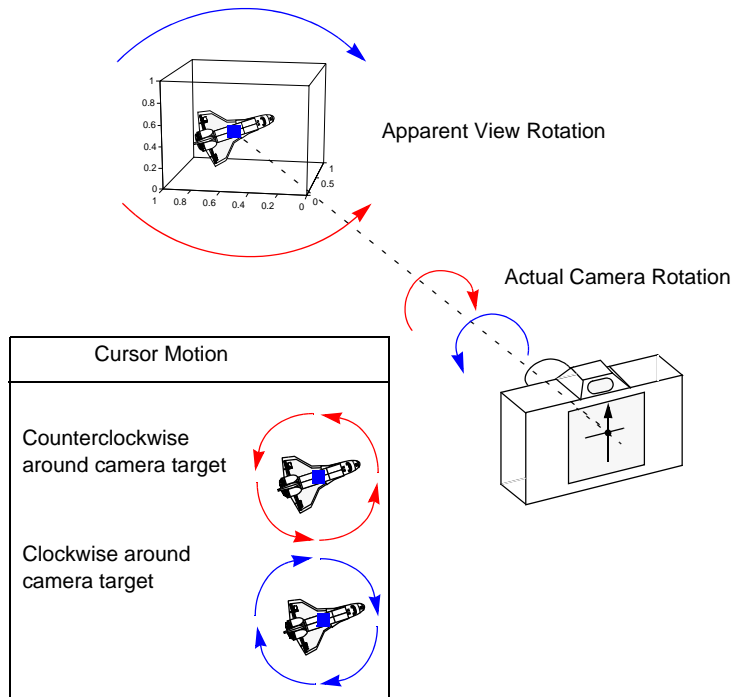 1
0.8
0.6
0.4
0.2
0
1 0.8 0.6 0.4 0.2 0
0
0.5
1
Apparent View Rotation
Actual Camera Rotation
Cursor Motion
Counterclockwise
around camera target
Clockwise around
camera target